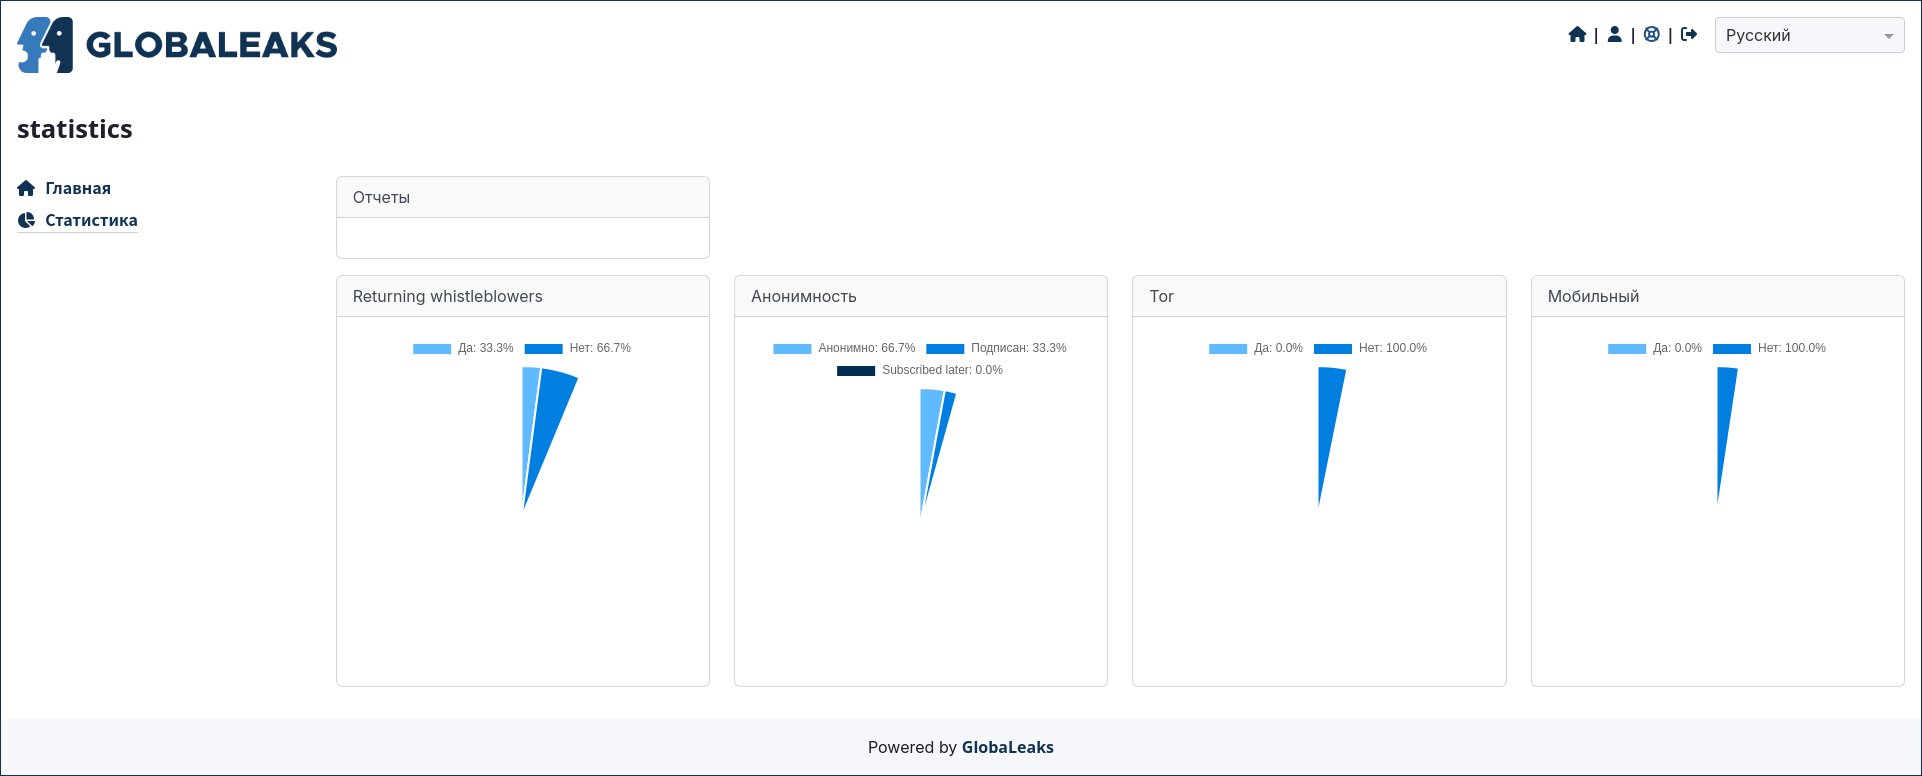 GLOBALEAKS
| | | Русский
statistics
Главная
Статистика
Отчеты
Returning whistleblowers
Да: 33.3% Нет: 66.7%
Анонимность
Анонимно: 66.7% Подписан: 33.3%
Subscribed later: 0.0%
Tor
Да: 0.0% Нет: 100.0%
Мобильный
Да: 0.0% Нет: 100.0%
Powered by GlobaLeaks